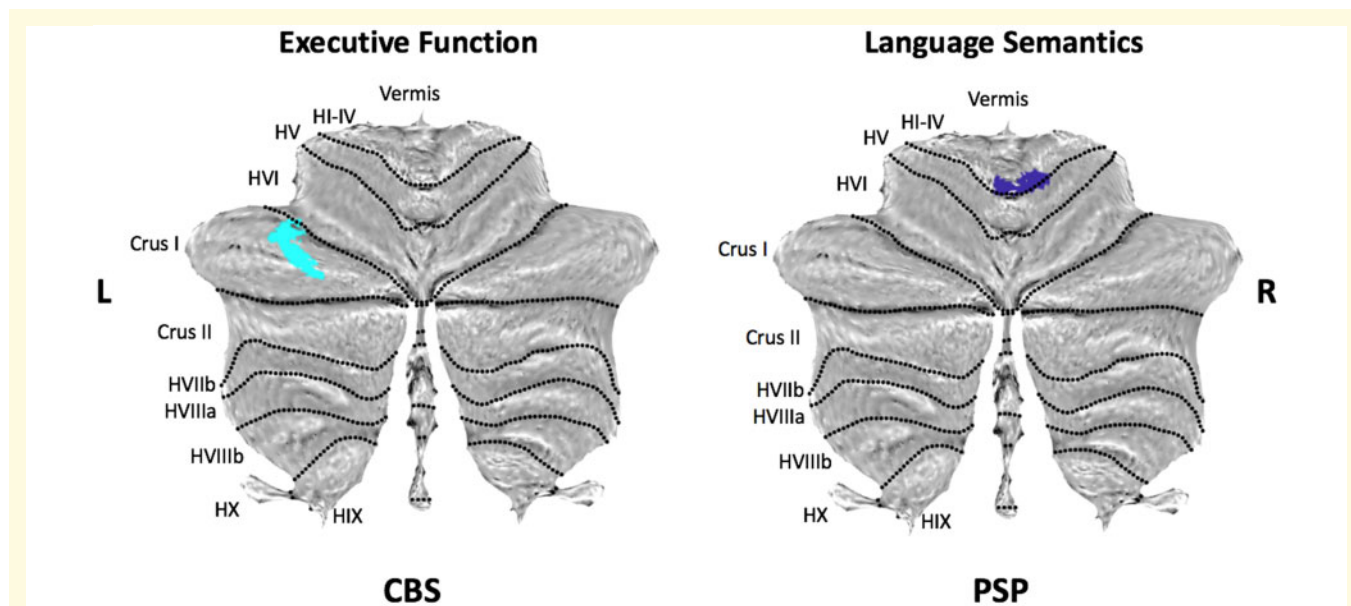 Executive Function
Language Semantics
Vermis
HI-IV
HV
HVI
Crus I
L
Crus II
HVIIb
HVIIIa
HVIIIb
HX
HIX
CBS
Vermis
HI-IV
HV
HVI
Crus I
R
Crus II
HVIIb
HVIIIa
HVIIIb
HX
HIX
PSP